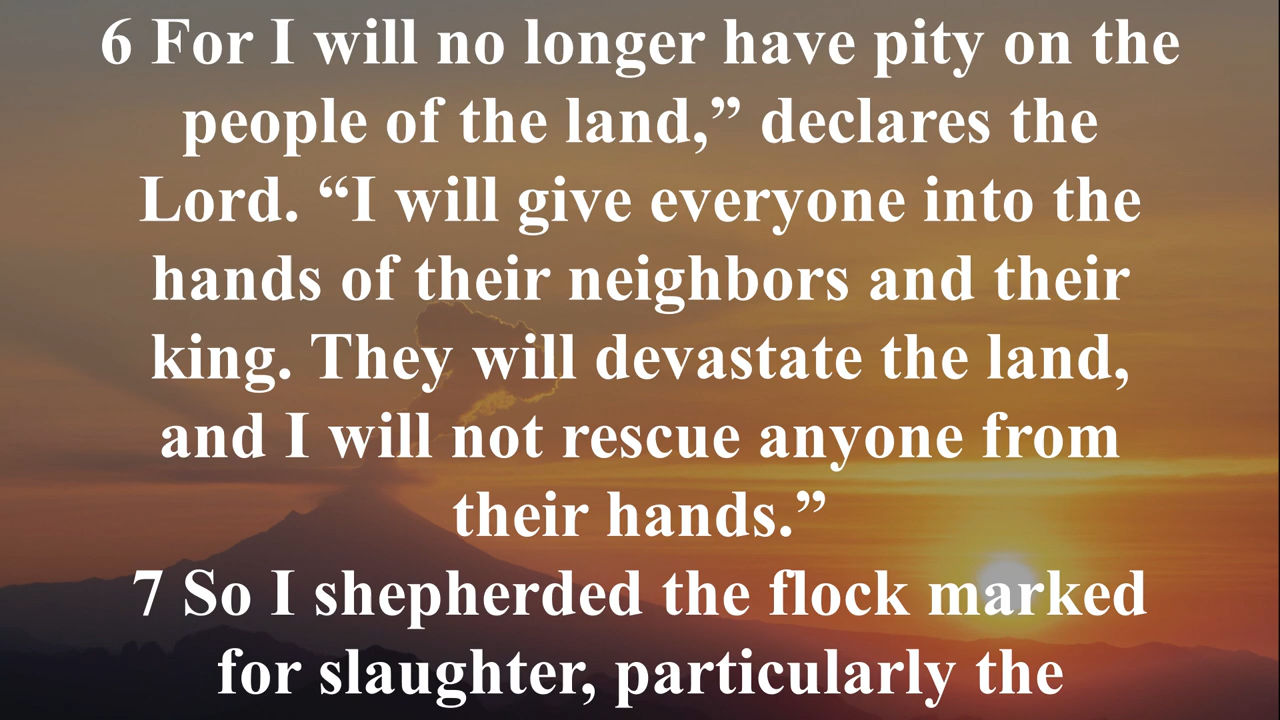 6 For I will no longer have pity on the
people of the land,” declares the
Lord. “I will give everyone into the
hands of their neighbors and their
king. They will devastate the land,
and I will not rescue anyone from
their hands.”
7 So I shepherded the flock marked
for slaughter, particularly the